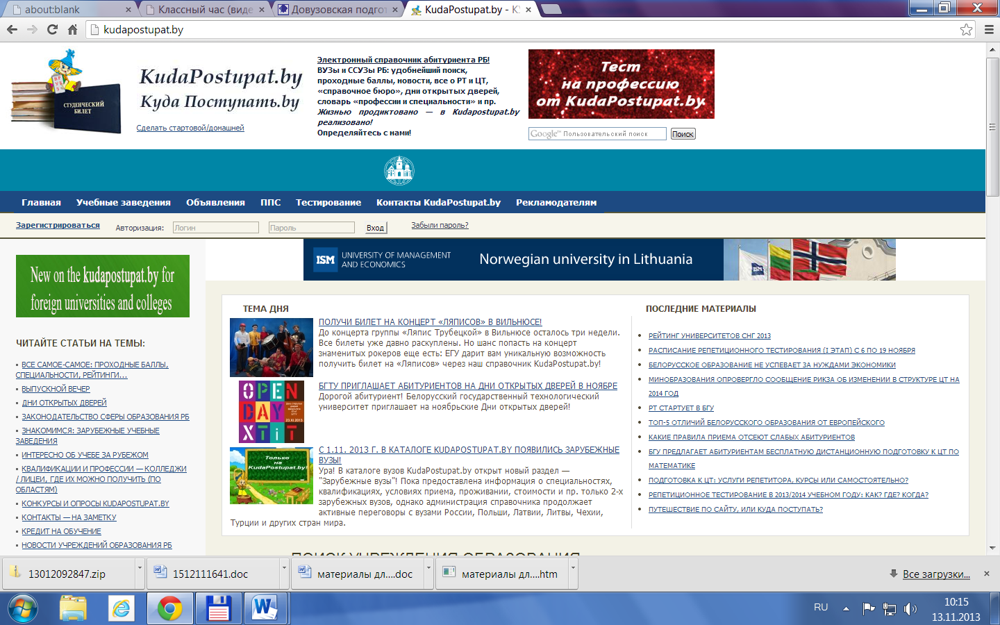 about:blank
Классный час (виде
Довузовская подгот
KudaPostupat.by - К
kudapostupat.by
СТУДЕНЧЕСКИЙ
БИЛЕТ
KudaPostupat.by
Куда Поступать.by
Сделать стартовой/домашней
Электронный справочник абитуриента РБ!
ВУЗы и ССУЗы РБ: удобнейший поиск,
проходные баллы, новости, все о РТ и ЦТ,
«справочное бюро», дни открытых дверей,
словарь «профессии и специальности» и пр.
Жизнью продиктовано — в Kudapostupat.by
реализовано!
Определяйтесь с нами!
Тест
на профессию
от KudaPostupat.by
Google™ Пользовательский поиск
Поиск
Главная Учебные заведения Объявления ППС Тестирование Контакты KudaPostupat.by Рекламодателям
Зарегистрироваться Авторизация: Логин Пароль Вход Забыли пароль?
New on the kudapostupat.by for
foreign universities and colleges
ISM UNIVERSITY OF MANAGEMENT
AND ECONOMICS
Norwegian university in Lithuania
ЧИТАЙТЕ СТАТЬИ НА ТЕМЫ:
ВСЕ САМОЕ-САМОЕ: ПРОХОДНЫЕ БАЛЛЫ,
СПЕЦИАЛЬНОСТИ, РЕЙТИНГИ...
ВЫПУСКНОЙ ВЕЧЕР
ДНИ ОТКРЫТЫХ ДВЕРЕЙ
ЗАКОНОДАТЕЛЬСТВО СФЕРЫ ОБРАЗОВАНИЯ РБ
ЗНАКОМИМСЯ: ЗАРУБЕЖНЫЕ УЧЕБНЫЕ
ЗАВЕДЕНИЯ
ИНТЕРЕСНО ОБ УЧЕБЕ ЗА РУБЕЖОМ
КВАЛИФИКАЦИИ И ПРОФЕССИИ — КОЛЛЕДЖИ
/ ЛИЦЕИ, ГДЕ ИХ МОЖНО ПОЛУЧИТЬ (ПО
ОБЛАСТЯМ)
КОНКУРСЫ И ОПРОСЫ KUDAPOSTUPAT.BY
КОНТАКТЫ — НА ЗАМЕТКУ
КРЕДИТ НА ОБУЧЕНИЕ
НОВОСТИ УЧРЕЖДЕНИЙ ОБРАЗОВАНИЯ РБ
ТЕМА ДНЯ
ПОЛУЧИ БИЛЕТ НА КОНЦЕРТ «ЛЯПИСОВ» В ВИЛЬНЮСЕ!
До концерта группы «Ляпис Трубецкой» в Вильнюсе осталось три недели.
Все билеты уже давно раскуплены. Но шанс попасть на концерт
знаменитых рокеров еще есть: ЕГУ дарит вам уникальную возможность
получить билет на «Ляписов» через наш справочник KudaPostupat.by!
OPEN
DAY
XTiT
23.XI.2013
БГТУ ПРИГЛАШАЕТ АБИТУРИЕНТОВ НА ДНИ ОТКРЫТЫХ ДВЕРЕЙ В НОЯБРЕ
Дорогой абитуриент! Белорусский государственный технологический
университет приглашает на ноябрьские Дни открытых дверей!
Только
на
KudaPostupat.by!
С 1.11. 2013 Г. В КАТАЛОГЕ KUDAPOSTUPAT.BY ПОЯВИЛИСЬ ЗАРУБЕЖНЫЕ
ВУЗЫ!
Ура! В каталоге вузов KudaPostupat.by открыт новый раздел —
"Зарубежные вузы"! Пока предоставлена информация о специальностях,
квалификациях, условиях приема, проживании, стоимости и пр. только 2-х
зарубежных вузов, однако администрация справочника продолжает
активные переговоры с вузами России, Польши, Латвии, Литвы, Чехии,
Турции и других стран мира.
ПОСЛЕДНИЕ МАТЕРИАЛЫ
РЕЙТИНГ УНИВЕРСИТЕТОВ СНГ 2013
РАСПИСАНИЕ РЕПЕТИЦИОННОГО ТЕСТИРОВАНИЯ (I ЭТАП) С 6 ПО 19 НОЯБРЯ
БЕЛОРУССКОЕ ОБРАЗОВАНИЕ НЕ УСПЕВАЕТ ЗА НУЖДАМИ ЭКОНОМИКИ
МИНОБРАЗОВАНИЯ ОПРОВЕРГЛО СООБЩЕНИЕ РИКЗА ОБ ИЗМЕНЕНИИ В СТРУКТУРЕ ЦТ НА
2014 ГОД
РТ СТАРТУЕТ В БГУ
ТОП-5 ОТЛИЧИЙ БЕЛОРУССКОГО ОБРАЗОВАНИЯ ОТ ЕВРОПЕЙСКОГО
КАКИЕ ПРАВИЛА ПРИЕМА ОТСЕЮТ СЛАБЫХ АБИТУРИЕНТОВ
БГУ ПРЕДЛАГАЕТ АБИТУРИЕНТАМ БЕСПЛАТНУЮ ДИСТАНЦИОННУЮ ПОДГОТОВКУ К ЦТ ПО
МАТЕМАТИКЕ
ПОДГОТОВКА К ЦТ: УСЛУГИ РЕПЕТИТОРА, КУРСЫ ИЛИ САМОСТОЯТЕЛЬНО?
РЕПЕТИЦИОННОЕ ТЕСТИРОВАНИЕ В 2013/2014 УЧЕБНОМ ГОДУ: КАК? ГДЕ? КОГДА?
ПУТЕШЕСТВИЕ ПО САЙТУ, ИЛИ КУДА ПОСТУПАТЬ?
ПОИСК УЧРЕЖДЕНИЯ ОБРАЗОВАНИЯ
13012092847.zip
1512111641.doc
материалы дл....doc
материалы дл....htm
Все загрузки...
RU
10:15
13.11.2013